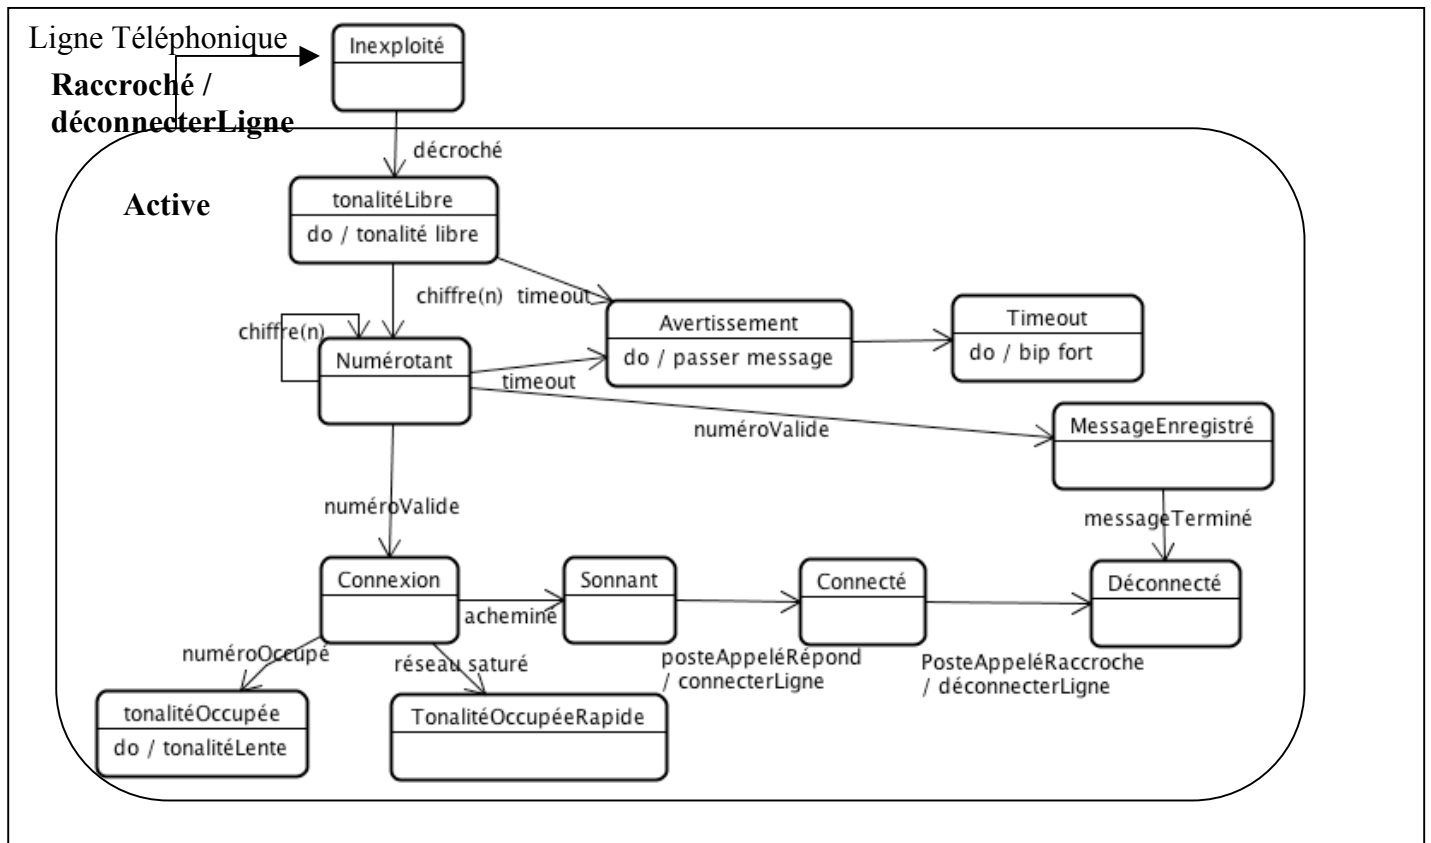 Ligne Téléphonique
Inexploité
Raccroché /
déconnecterLigne
décroché
Active
tonalitéLibre
do / tonalité libre
chiffre(n)
timeout
chiffre(n)
Avertissement
do / passer message
Timeout
do / bip fort
Numérotant
timeout
numéroValide
MessageEnregistré
numéroValide
messageTerminé
Connexion
acheminé
Sonnant
Connecté
Déconnecté
numéroOccupé
réseau saturé
posteAppeléRépond
/ connecterLigne
PosteAppeléRaccroche
/ déconnecterLigne
tonalitéOccupée
do / tonalitéLente
TonalitéOccupéeRapide